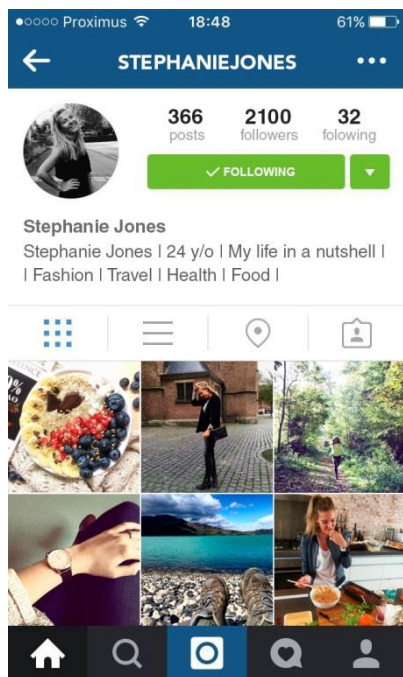 ●○○○○ Proximus 18:48 61%
STEPHANIEJONES
366 2100 32
posts followers folowing
✓ FOLLOWING
Stephanie Jones
Stephanie Jones I 24 y/o I My life in a nutshell I
I Fashion I Travel I Health I Food I